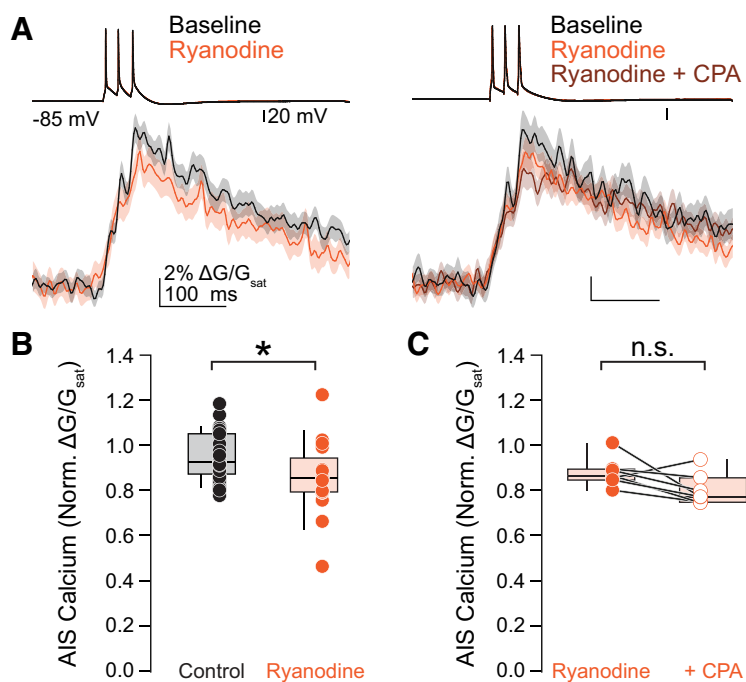 A
Baseline
Ryanodine
-85 mV
20 mV
2% ΔG/Gsat
100 ms
Baseline
Ryanodine
Ryanodine + CPA
B
AIS Calcium (Norm. ΔG/Gsat)
1.4
1.2
1.0
0.8
0.6
0.4
0.2
0.0
*
Control
Ryanodine
C
AIS Calcium (Norm. ΔG/Gsat)
1.4
1.2
1.0
0.8
0.6
0.4
0.2
0.0
n.s.
Ryanodine
+ CPA